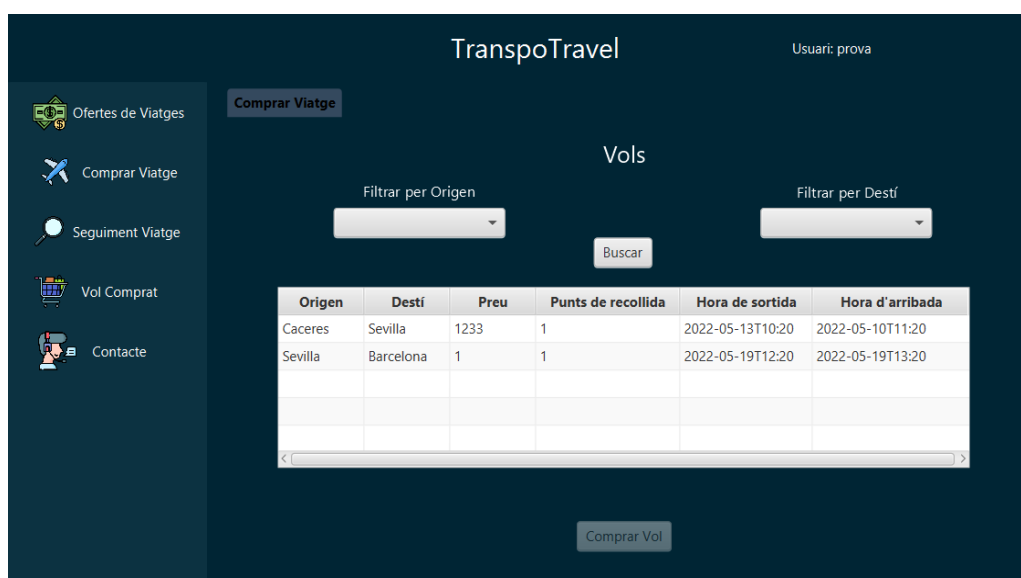 TranspoTravel
Usuari: prova
Ofertes de Viatges
Comprar Viatge
Seguiment Viatge
Vol Comprat
Contacte
Comprar Viatge
Vols
Filtrar per Origen
Filtrar per Destí
Buscar
Origen Destí Preu Punts de recollida Hora de sortida Hora d'arribada
Caceres Sevilla 1233 1 2022-05-13T10:20 2022-05-10T11:20
Sevilla Barcelona 1 1 2022-05-19T12:20 2022-05-19T13:20
Comprar Vol